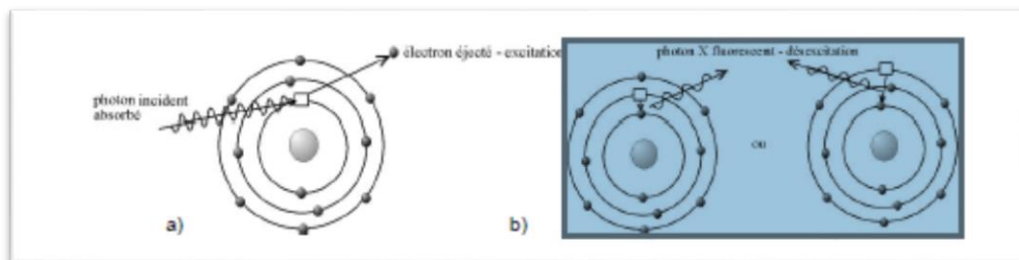 électron éjecté - excitation
photon X fluorescent - désexcitation
photon incident
absorbé
ou
a)
b)